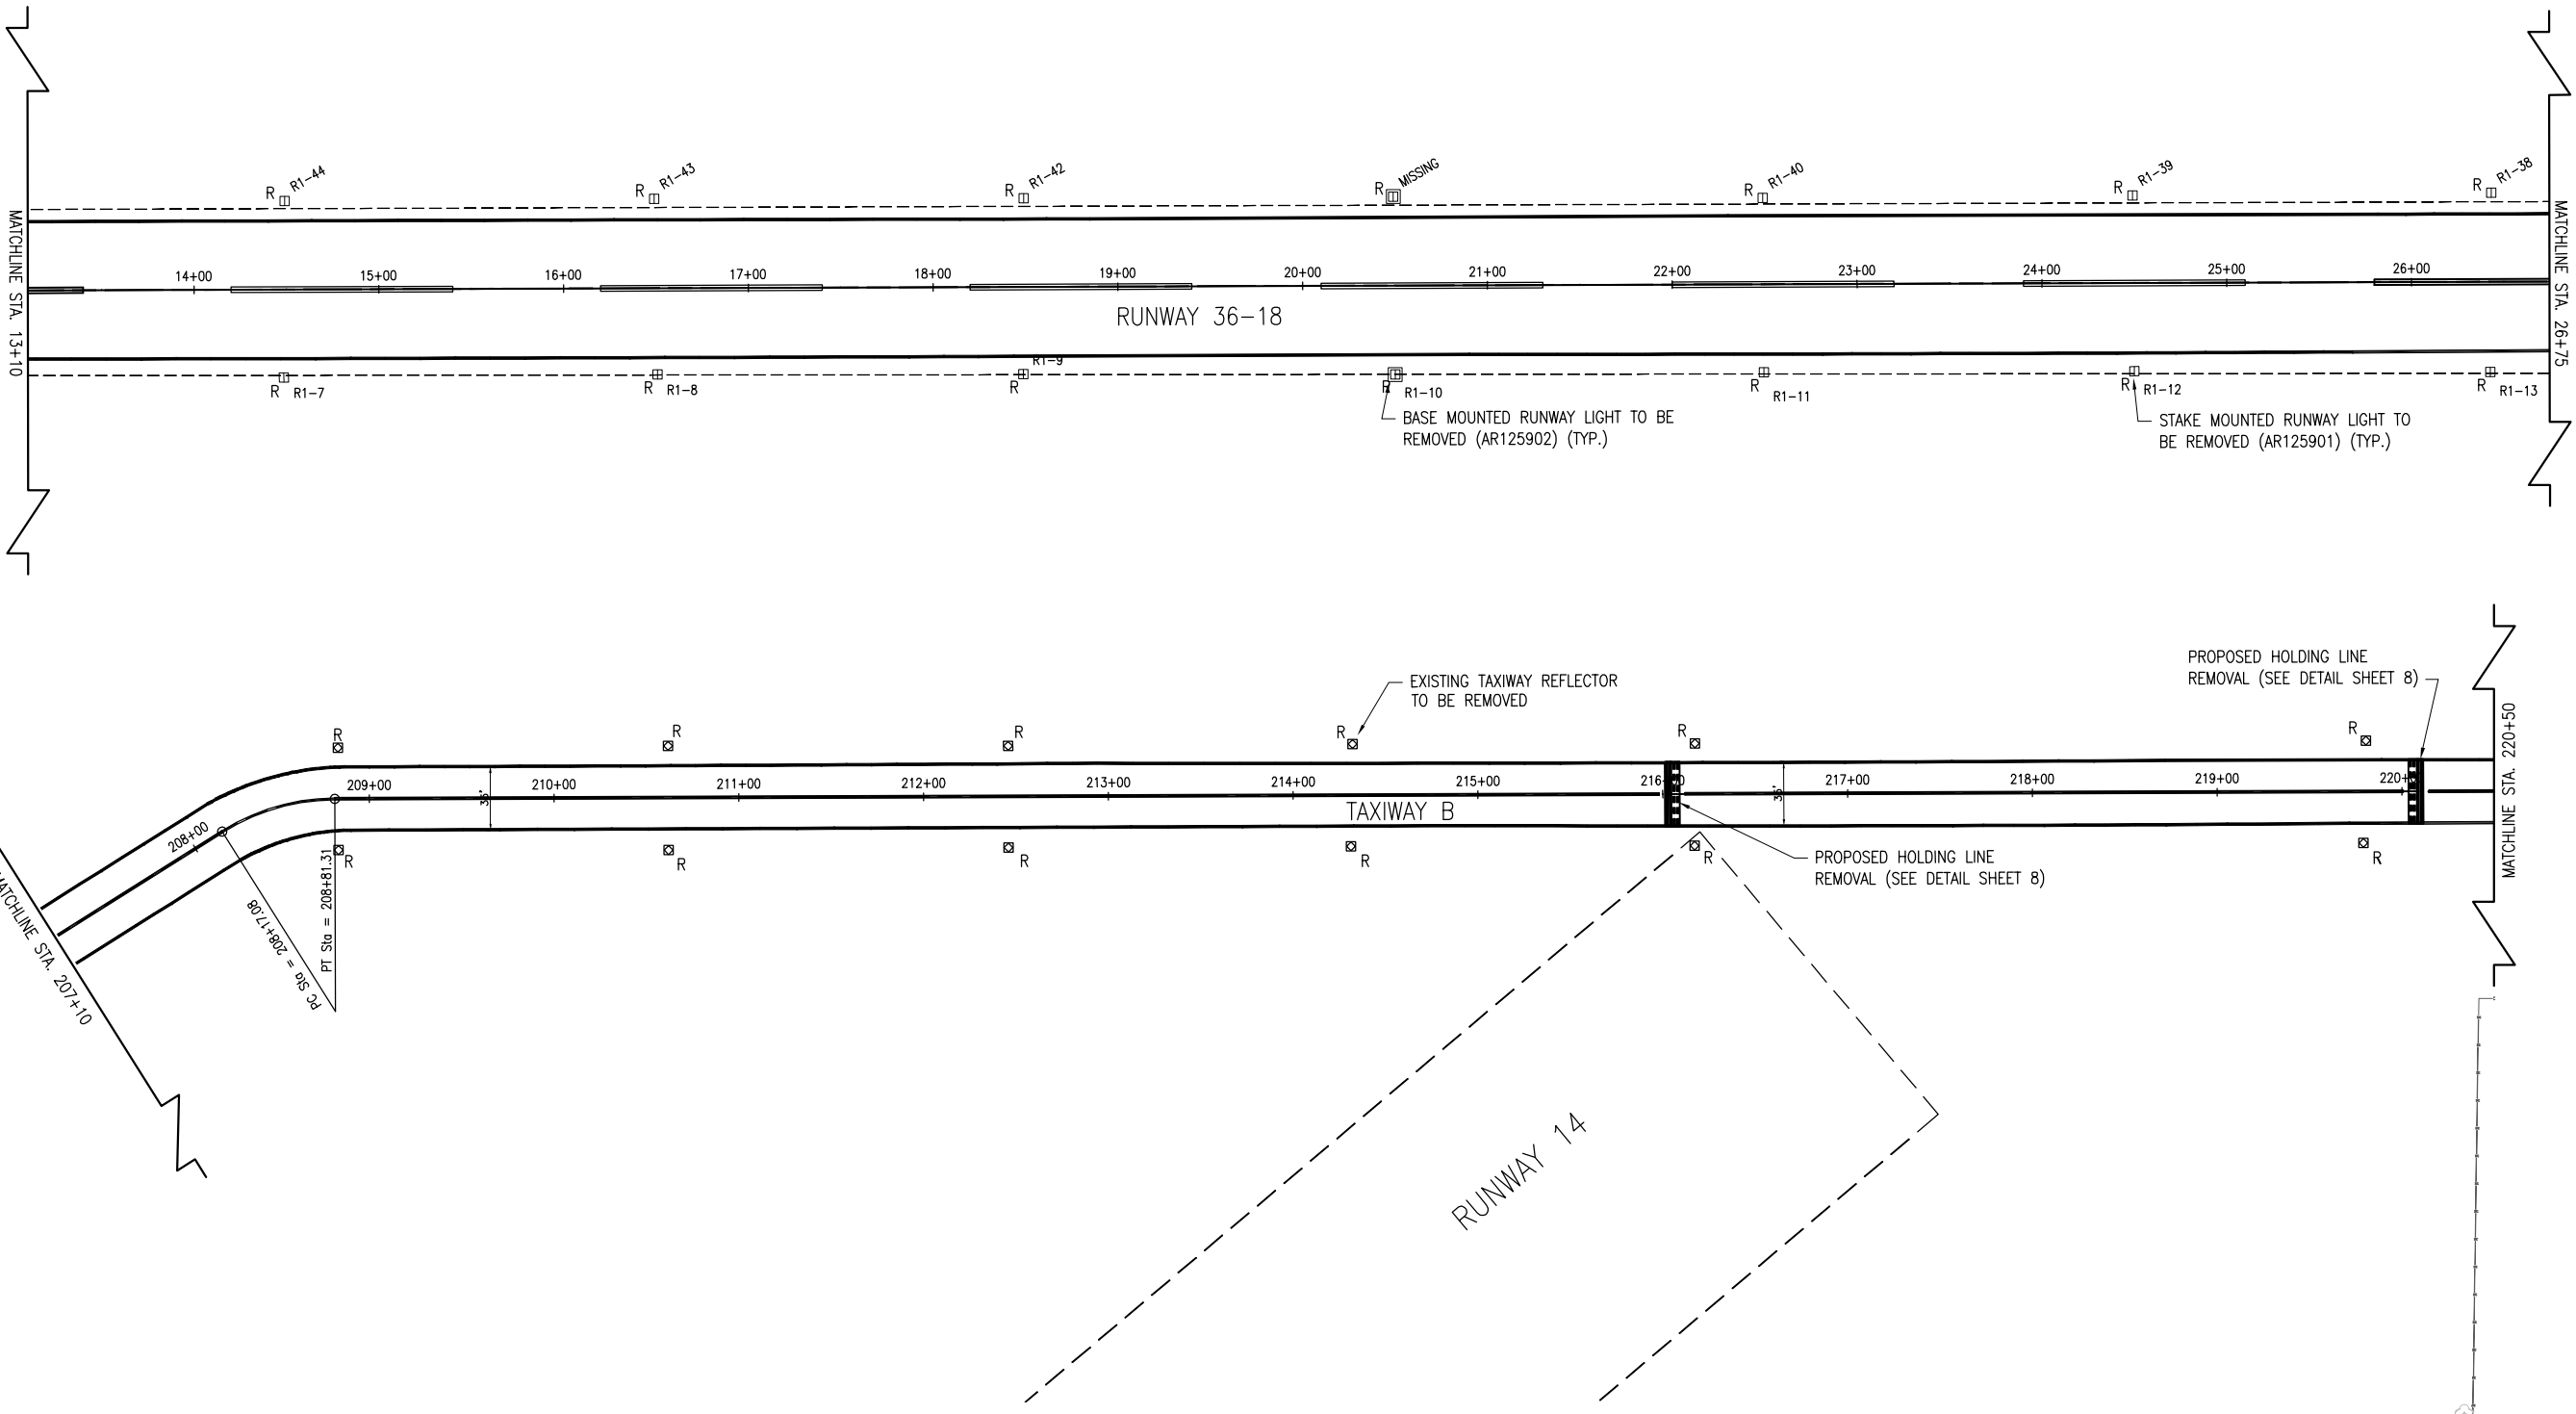 R R1-44
R R1-43
R R1-42
R MISSING
R R1-40
R R1-39
R R1-38
MATCHLINE STA. 13+10
14+00 15+00 16+00 17+00 18+00 19+00 20+00 21+00 22+00 23+00 24+00 25+00 26+00
MATCHLINE STA. 26+75
RUNWAY 36-18
R R1-7
R R1-8
R R1-9
R R1-10
R R1-11
R R1-12
R R1-13
BASE MOUNTED RUNWAY LIGHT TO BE
REMOVED (AR125902) (TYP.)
STAKE MOUNTED RUNWAY LIGHT TO
BE REMOVED (AR125901) (TYP.)
EXISTING TAXIWAY REFLECTOR
TO BE REMOVED
PROPOSED HOLDING LINE
REMOVAL (SEE DETAIL SHEET 8)
R R R R R R
208+00 209+00 210+00 211+00 212+00 213+00 214+00 215+00 217+00 218+00 219+00
MATCHLINE STA. 220+50
TAXIWAY B
R R R R R R
PROPOSED HOLDING LINE
REMOVAL (SEE DETAIL SHEET 8)
PT Sta = 208+81.31
PC Sta = 208+17.08
MATCHLINE STA. 207+10
RUNWAY 14